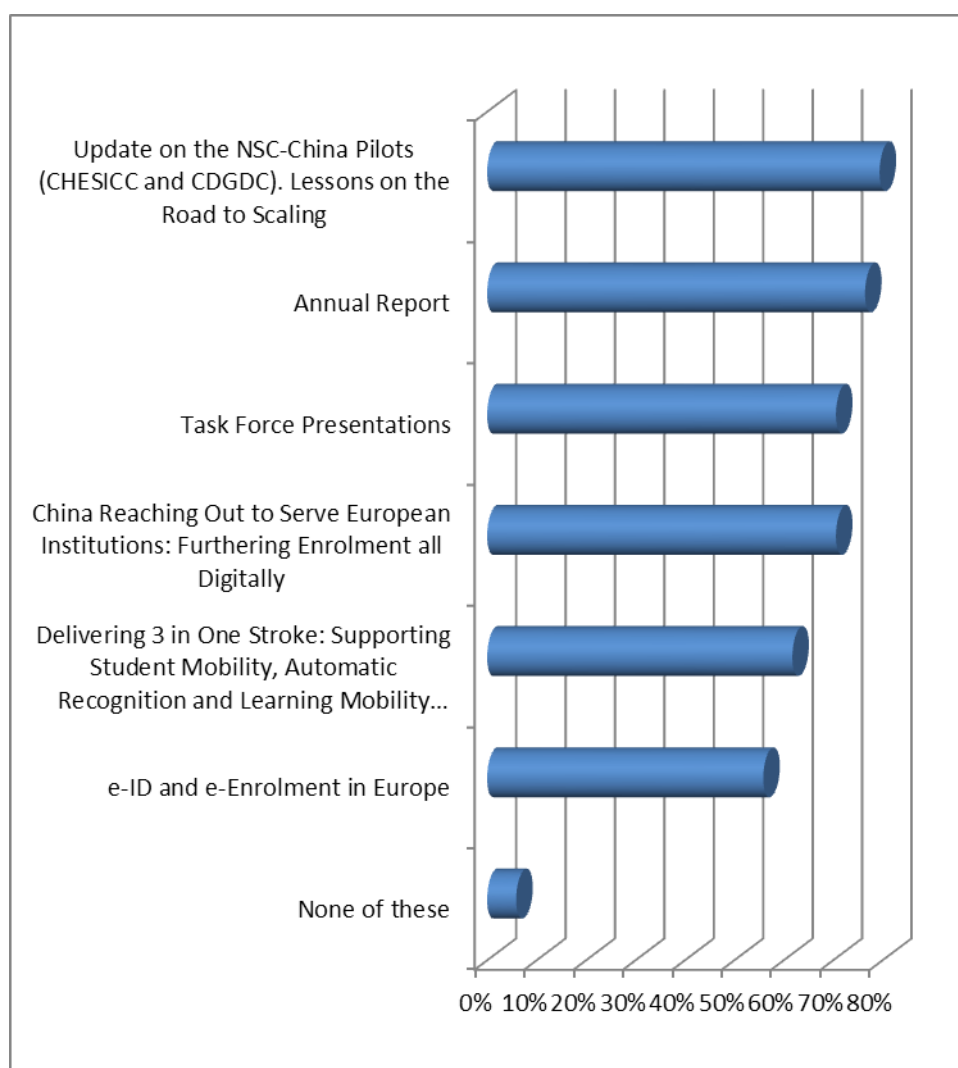 Update on the NSC-China Pilots
(CHESICC and CDGDC). Lessons on the
Road to Scaling
Annual Report
Task Force Presentations
China Reaching Out to Serve European
Institutions: Furthering Enrolment all
Digitally
Delivering 3 in One Stroke: Supporting
Student Mobility, Automatic
Recognition and Learning Mobility...
e-ID and e-Enrolment in Europe
None of these
0% 10% 20% 30% 40% 50% 60% 70% 80%